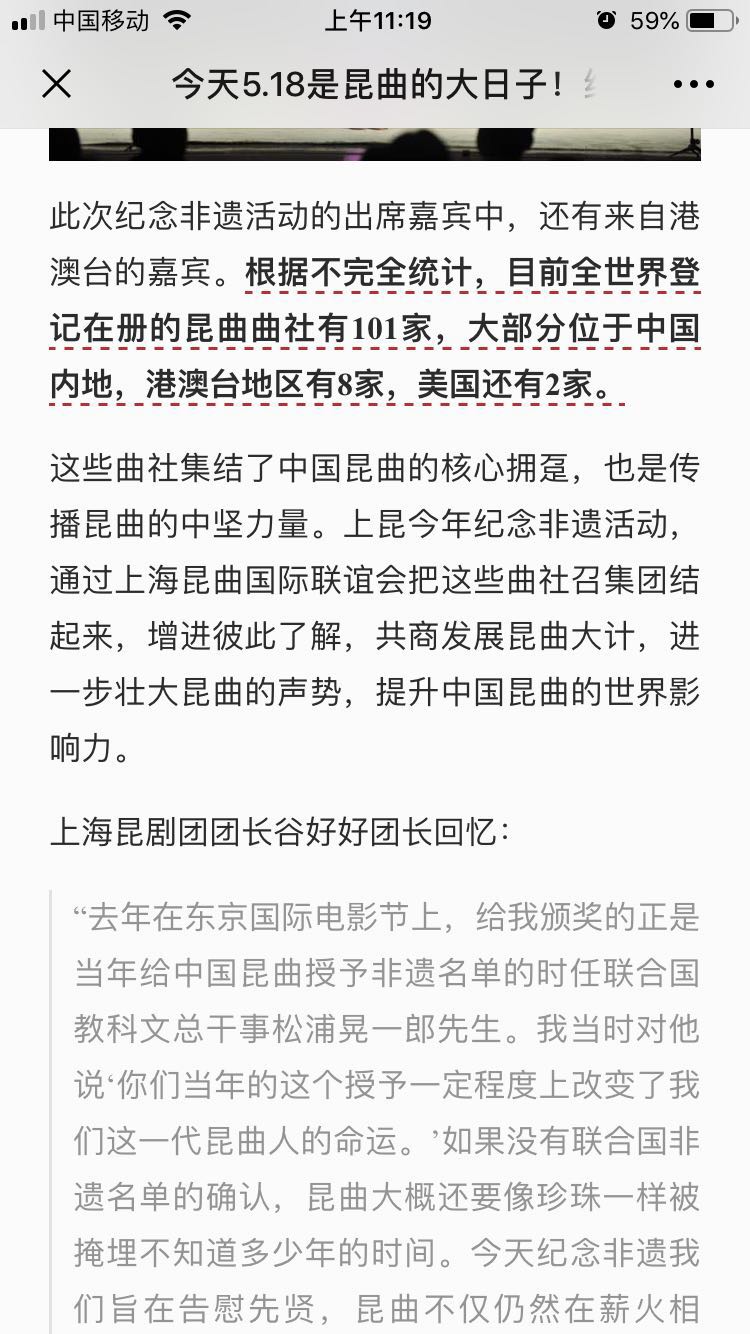 中国移动
上午11:19
59%
今天5.18是昆曲的大日子!
此次纪念非遗活动的出席嘉宾中，还有来自港
澳台的嘉宾。根据不完全统计，目前全世界登
记在册的昆曲曲社有101家，大部分位于中国
内地，港澳台地区有8家，美国还有2家。
这些曲社集结了中国昆曲的核心拥趸，也是传
播昆曲的中坚力量。上昆今年纪念非遗活动，
通过上海昆曲国际联谊会把这些曲社召集团结
起来，增进彼此了解，共商发展昆曲大计，进
一步壮大昆曲的声势，提升中国昆曲的世界影
响力。
上海昆剧团团长谷好好团长回忆：
“去年在东京国际电影节上，给我颁奖的正是
当年给中国昆曲授予非遗名单的时任联合国
教科文总干事松浦晃一郎先生。我当时对他
说‘你们当年的这个授予一定程度上改变了我
们这一代昆曲人的命运。’如果没有联合国非
遗名单的确认，昆曲大概还要像珍珠一样被
掩埋不知道多少年的时间。今天纪念非遗我
们旨在告慰先贤，昆曲不仅仍然在薪火相